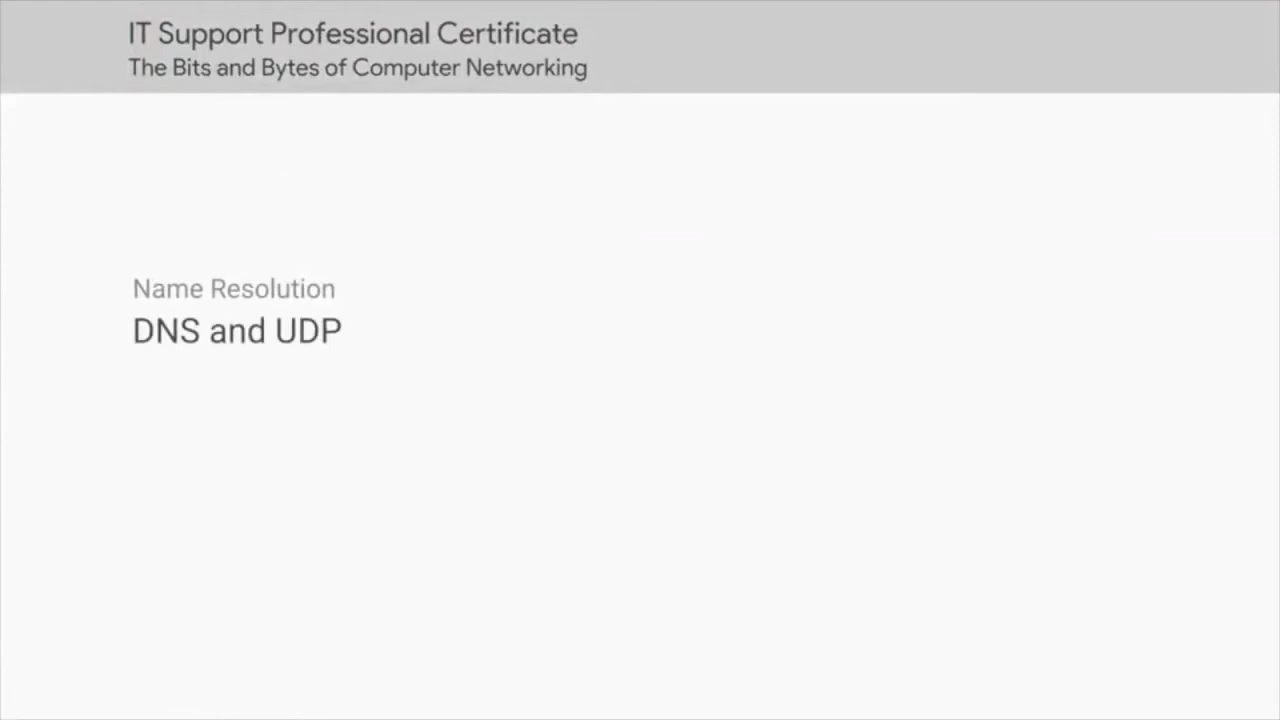 IT Support Professional Certificate
The Bits and Bytes of Computer Networking
Name Resolution
DNS and UDP